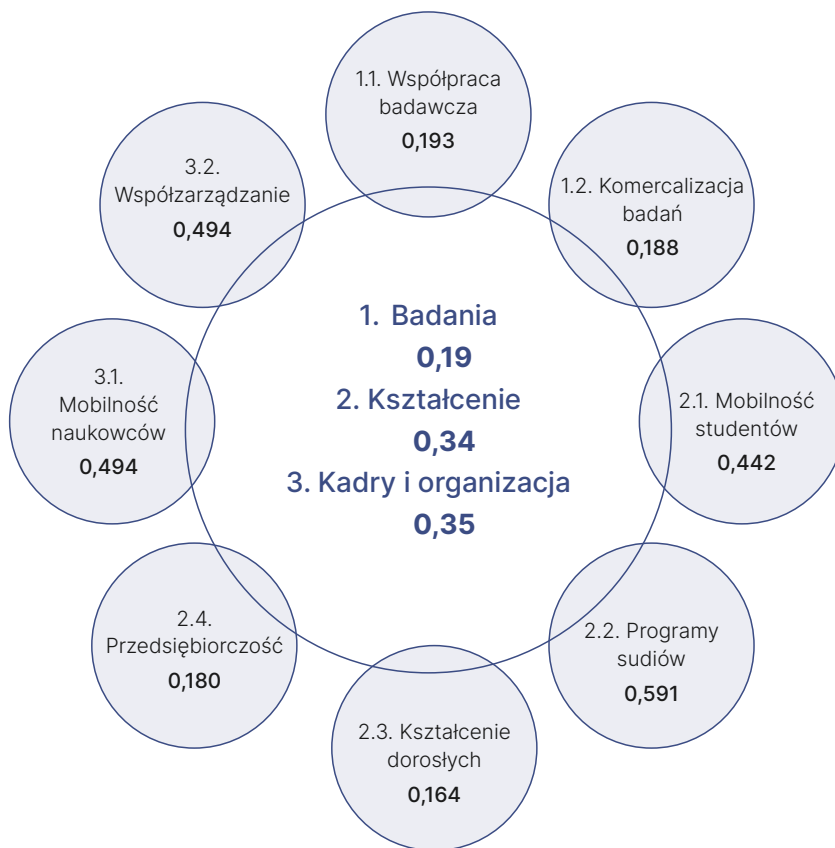 1.1. Współpraca
badawcza
0,193
1.2. Komercalizacja
badań
0,188
2.1. Mobilność
studentów
0,442
2.2. Programy
sudiów
0,591
2.3. Kształcenie
dorosłych
0,164
2.4.
Przedsiębiorczość
0,180
3.1.
Mobilność
naukowców
0,494
3.2.
Współzarządzanie
0,494
1. Badania
0,19
2. Kształcenie
0,34
3. Kadry i organizacja
0,35